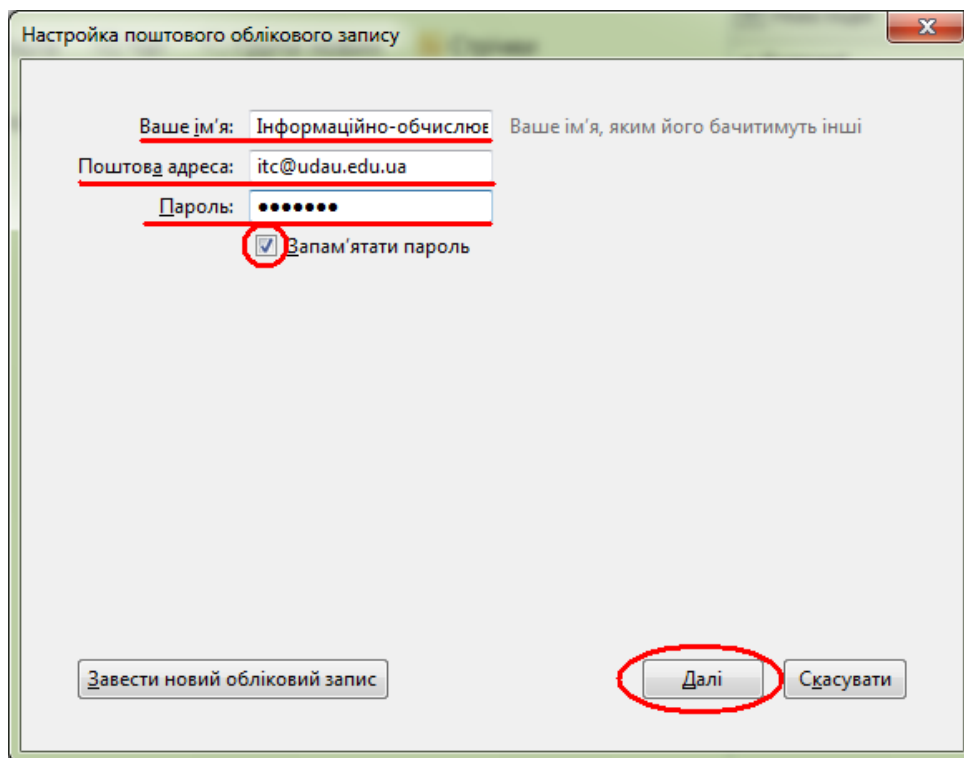 Настройка поштового облікового запису
Ваше ім'я: Інформаційно-обчислюв Ваше ім'я, яким його бачитимуть інші
Поштова адреса: itc@udau.edu.ua
Пароль: ●●●●●●●
Запам'ятати пароль
Завести новий обліковий запис Далі Скасувати